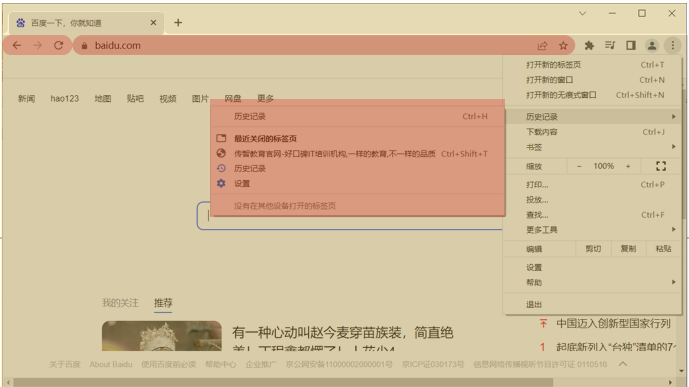 百度一下，你就知道
baidu.com
打开新的标签页 Ctrl+T
打开新的窗口 Ctrl+N
打开新的无痕式窗口 Ctrl+Shift+N
历史记录
下载内容 Ctrl+J
书签
缩放 − 100% +
打印... Ctrl+P
投放...
查找... Ctrl+F
更多工具
编辑 剪切 复制 粘贴
设置
帮助
退出
新闻 hao123 地图 贴吧 视频 图片 网盘 更多
历史记录 Ctrl+H
最近关闭的标签页
传智教育官网-好口碑IT培训机构,一样的教育,不一样的品质 Ctrl+Shift+T
历史记录
设置
没有在其他设备打开的标签页
我的关注 推荐
有一种心动叫赵今麦穿苗族装，简直绝
中国迈入创新型国家行列
1 起底新列入“台独”清单的7个
关于百度 About Baidu 使用百度前必读 帮助中心 企业推广 京公网安备11000002000001号 京ICP证030173号 信息网络传播视听节目许可证 0110516